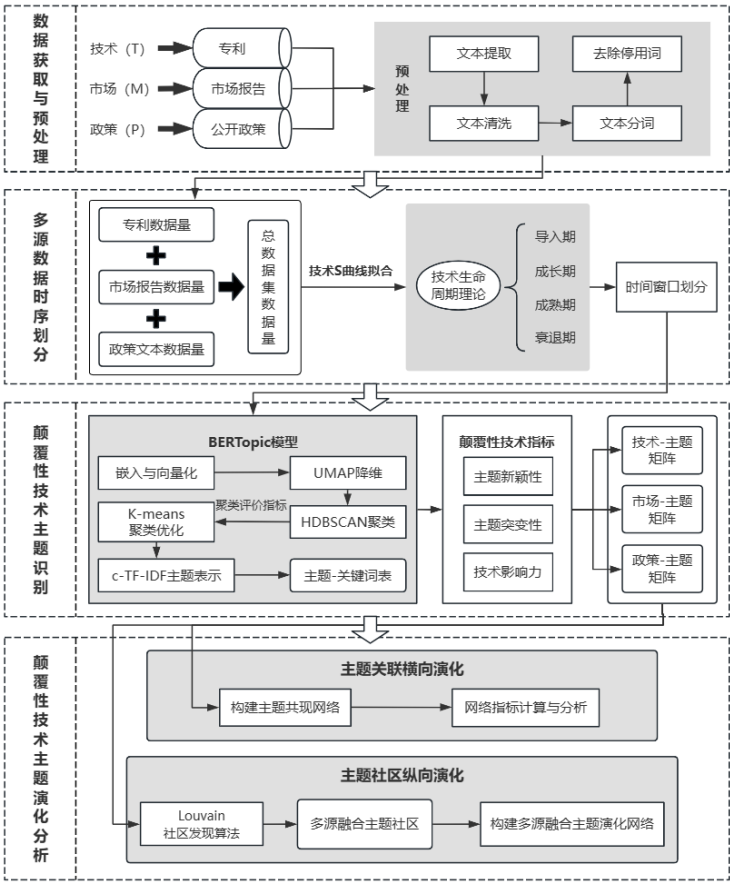 数据获取与预处理
技术（T）
专利
市场（M）
市场报告
政策（P）
公开政策
预处理
文本提取
去除停用词
文本清洗
文本分词
多源数据时序划分
专利数据量
市场报告数据量
政策文本数据量
总数据集数据量
技术S曲线拟合
技术生命
周期理论
导入期
成长期
成熟期
衰退期
时间窗口划分
颠覆性技术主题识别
BERTopic模型
嵌入与向量化
UMAP降维
聚类评价指标
K-means
聚类优化
HDBSCAN聚类
c-TF-IDF主题表示
主题-关键词表
颠覆性技术指标
主题新颖性
主题突变性
技术影响力
技术-主题
矩阵
市场-主题
矩阵
政策-主题
矩阵
颠覆性技术主题演化分析
主题关联横向演化
构建主题共现网络
网络指标计算与分析
主题社区纵向演化
Louvain
社区发现算法
多源融合主题社区
构建多源融合主题演化网络